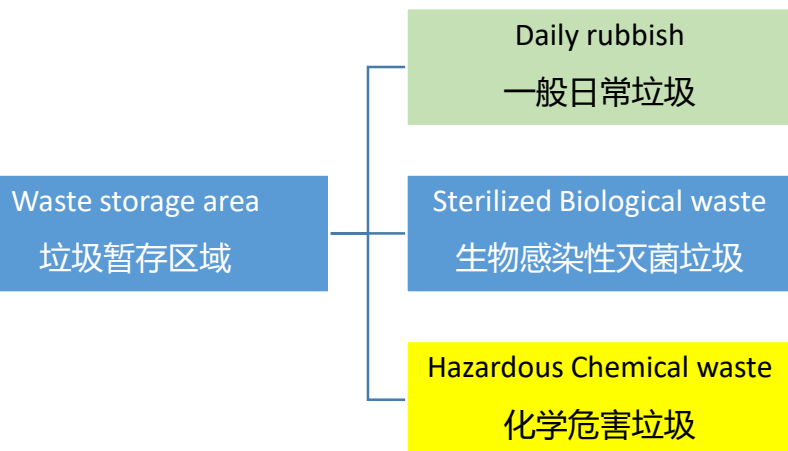 Waste storage area
垃圾暂存区域
Daily rubbish
一般日常垃圾
Sterilized Biological waste
生物感染性灭菌垃圾
Hazardous Chemical waste
化学危害垃圾